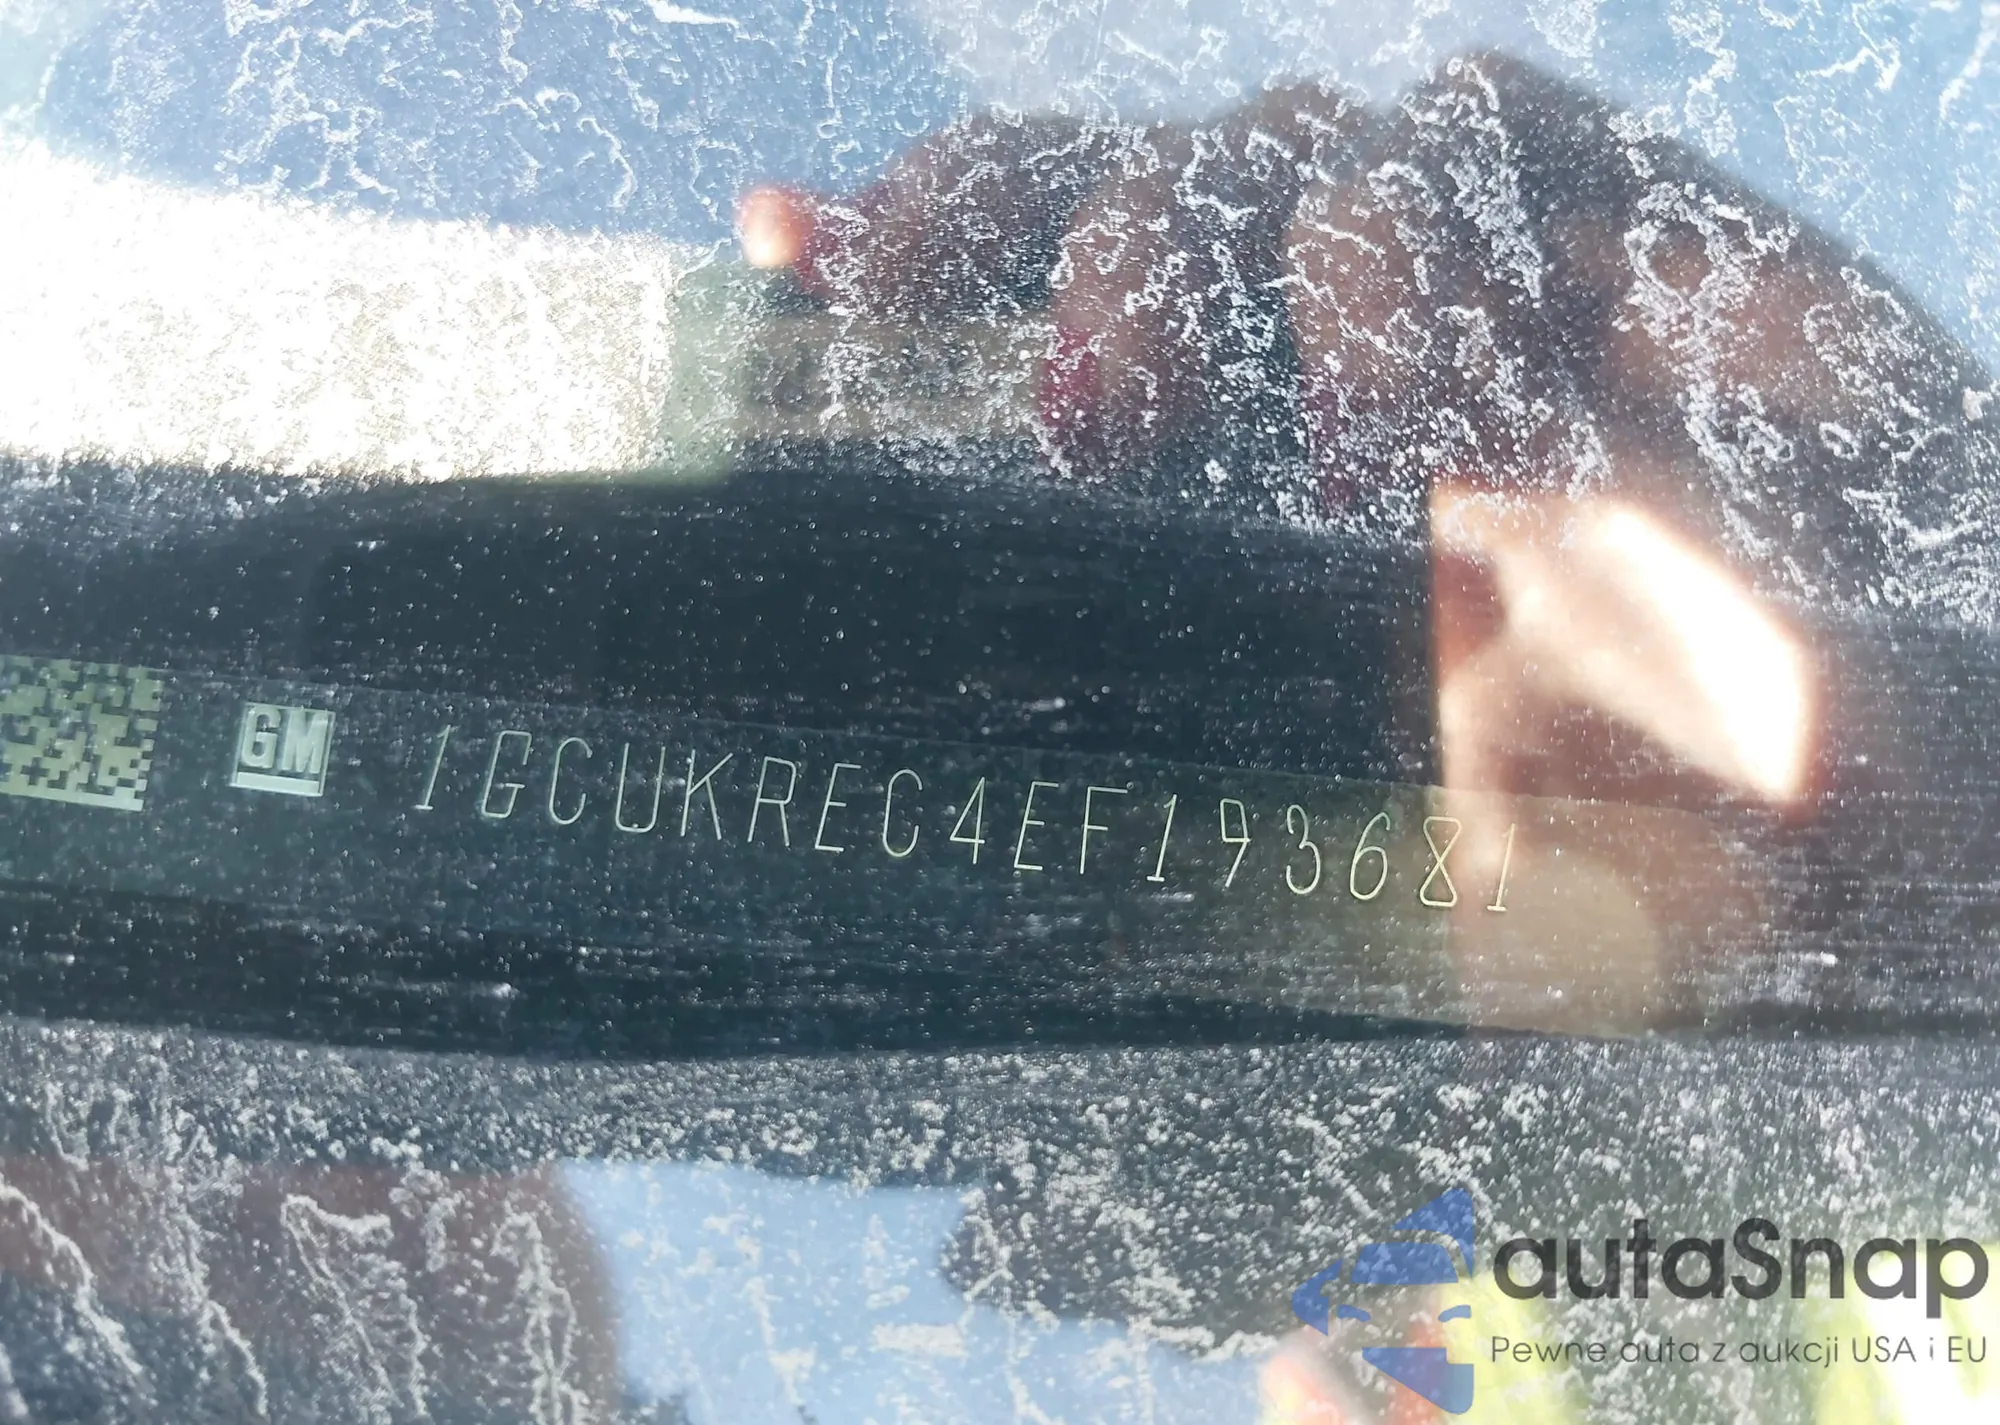 GM 1GCUKREC4EF193681
autaSnap
Pewne auta z aukcji USA i EU